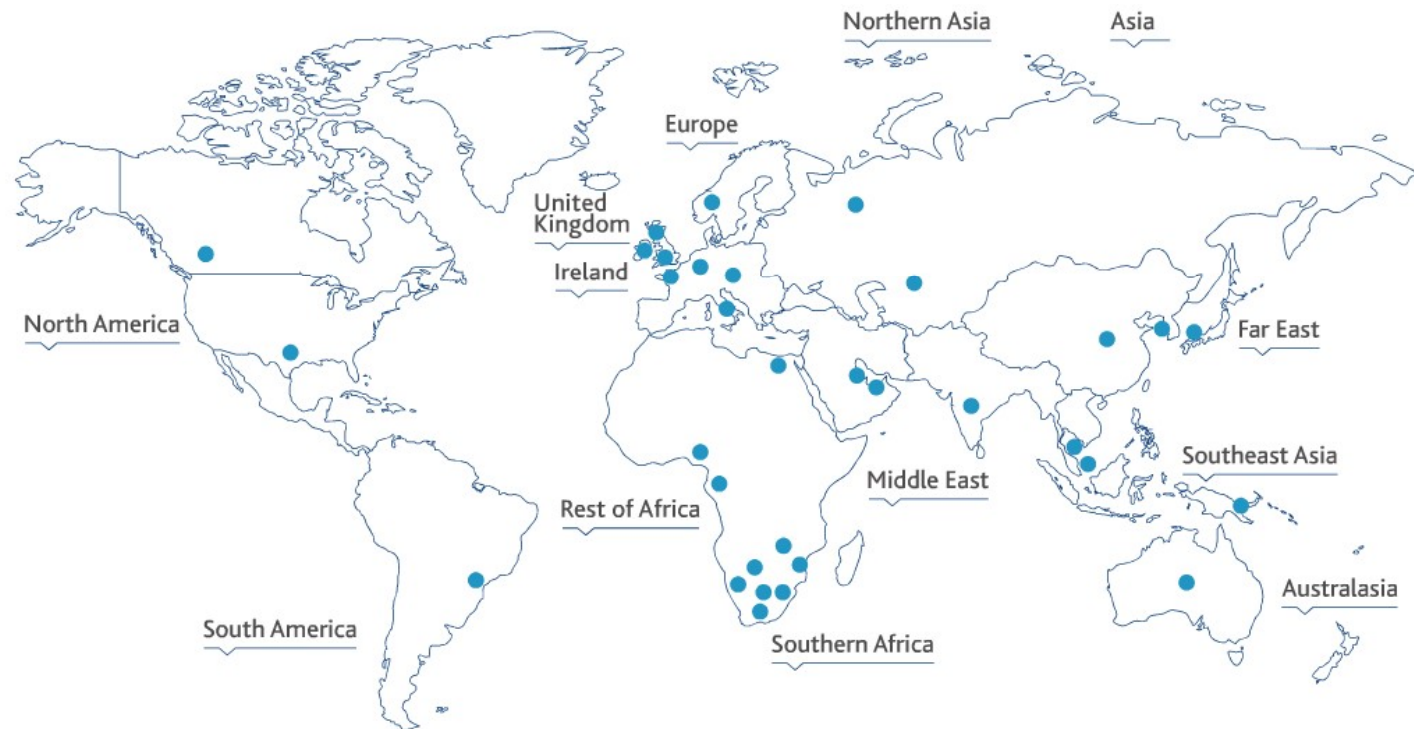 Northern Asia
Asia
Europe
United
Kingdom
Ireland
North America
Far East
Southeast Asia
Middle East
Rest of Africa
Australasia
South America
Southern Africa